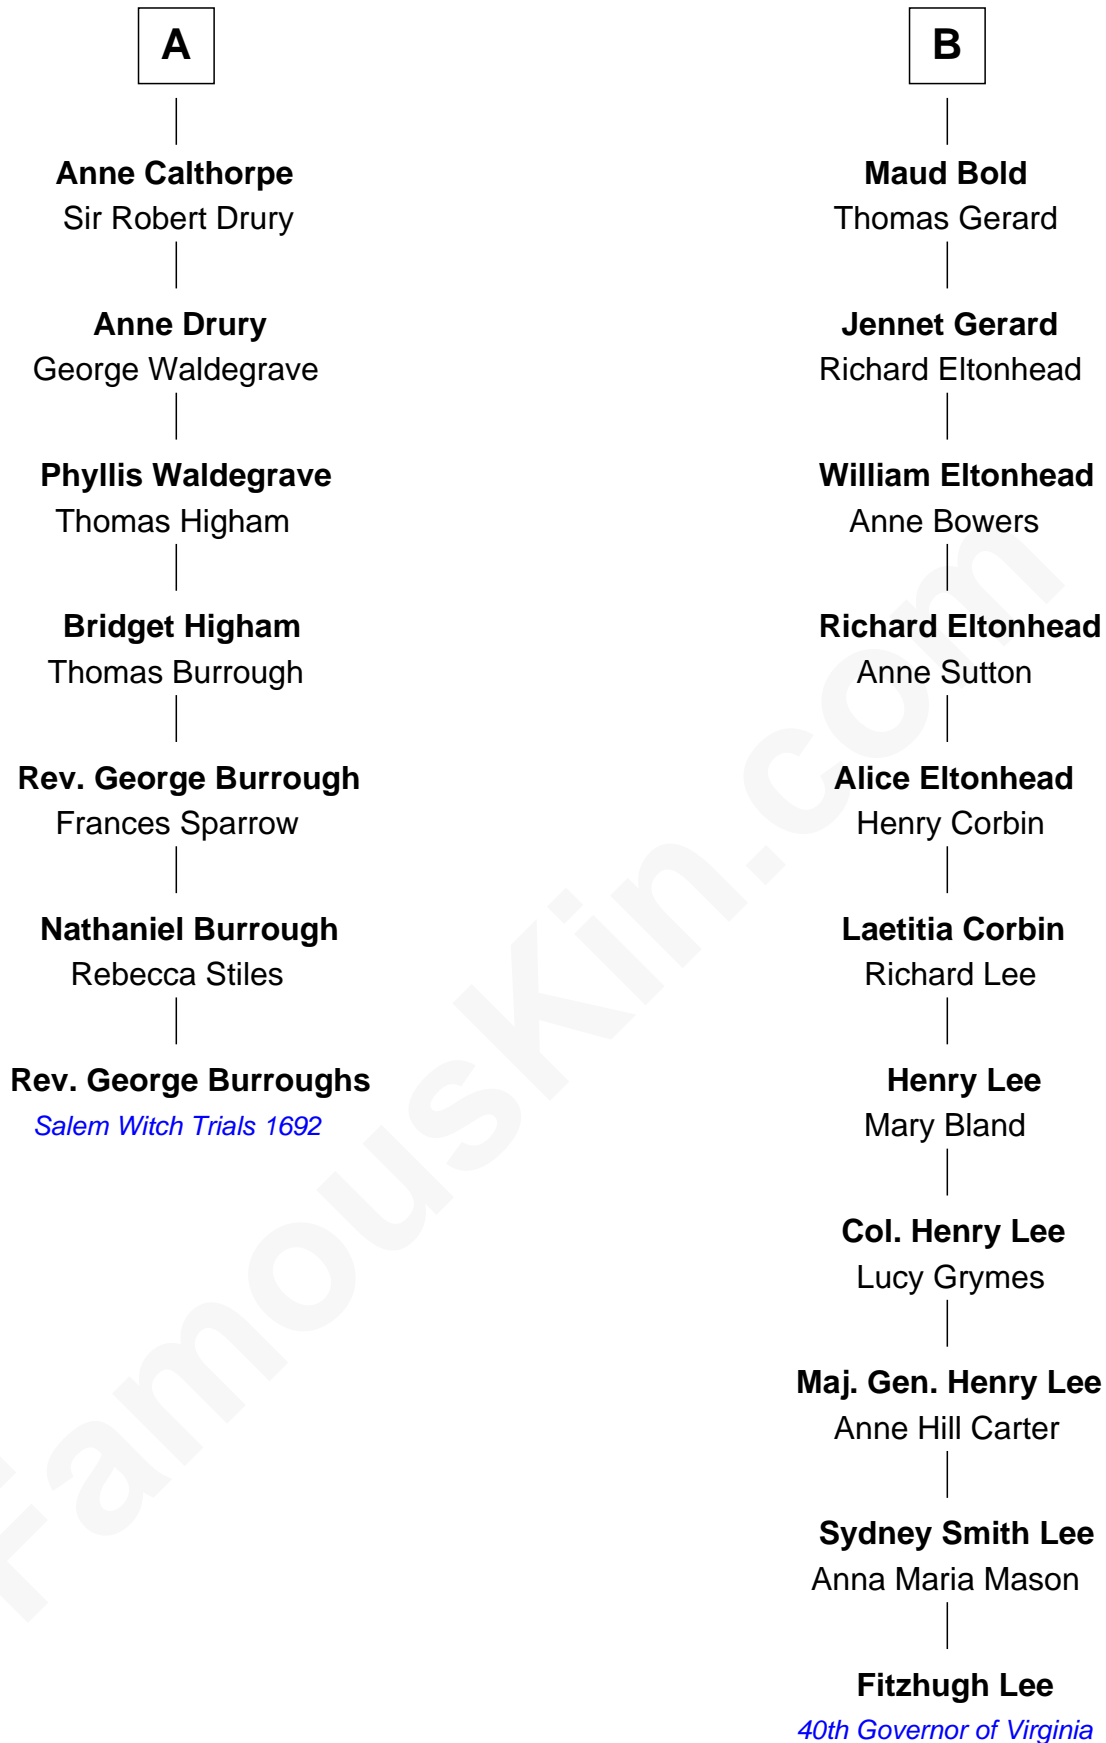 A
Anne Calthorpe
Sir Robert Drury
Anne Drury
George Waldegrave
Phyllis Waldegrave
Thomas Higham
Bridget Higham
Thomas Burrough
Rev. George Burrough
Frances Sparrow
Nathaniel Burrough
Rebecca Stiles
Rev. George Burroughs
Salem Witch Trials 1692
B
Maud Bold
Thomas Gerard
Jennet Gerard
Richard Eltonhead
William Eltonhead
Anne Bowers
Richard Eltonhead
Anne Sutton
Alice Eltonhead
Henry Corbin
Laetitia Corbin
Richard Lee
Henry Lee
Mary Bland
Col. Henry Lee
Lucy Grymes
Maj. Gen. Henry Lee
Anne Hill Carter
Sydney Smith Lee
Anna Maria Mason
Fitzhugh Lee
40th Governor of Virginia
FamousKin.com